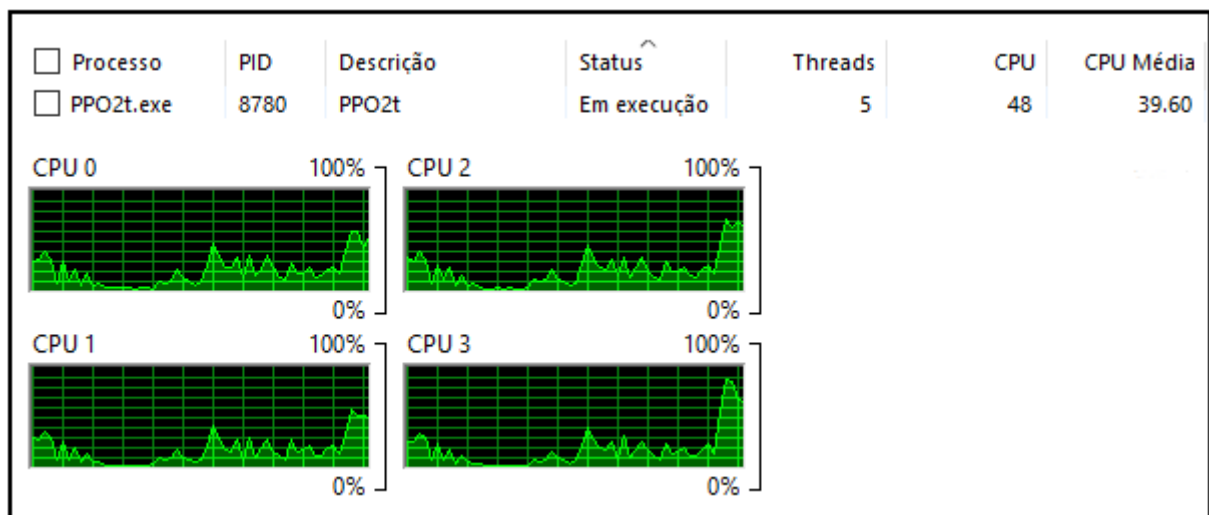 Processo PID Descrição Status Threads CPU CPU Média
PPO2t.exe 8780 PPO2t Em execução 5 48 39.60
CPU 0 100% CPU 2 100%
0% 0%
CPU 1 100% CPU 3 100%
0% 0%